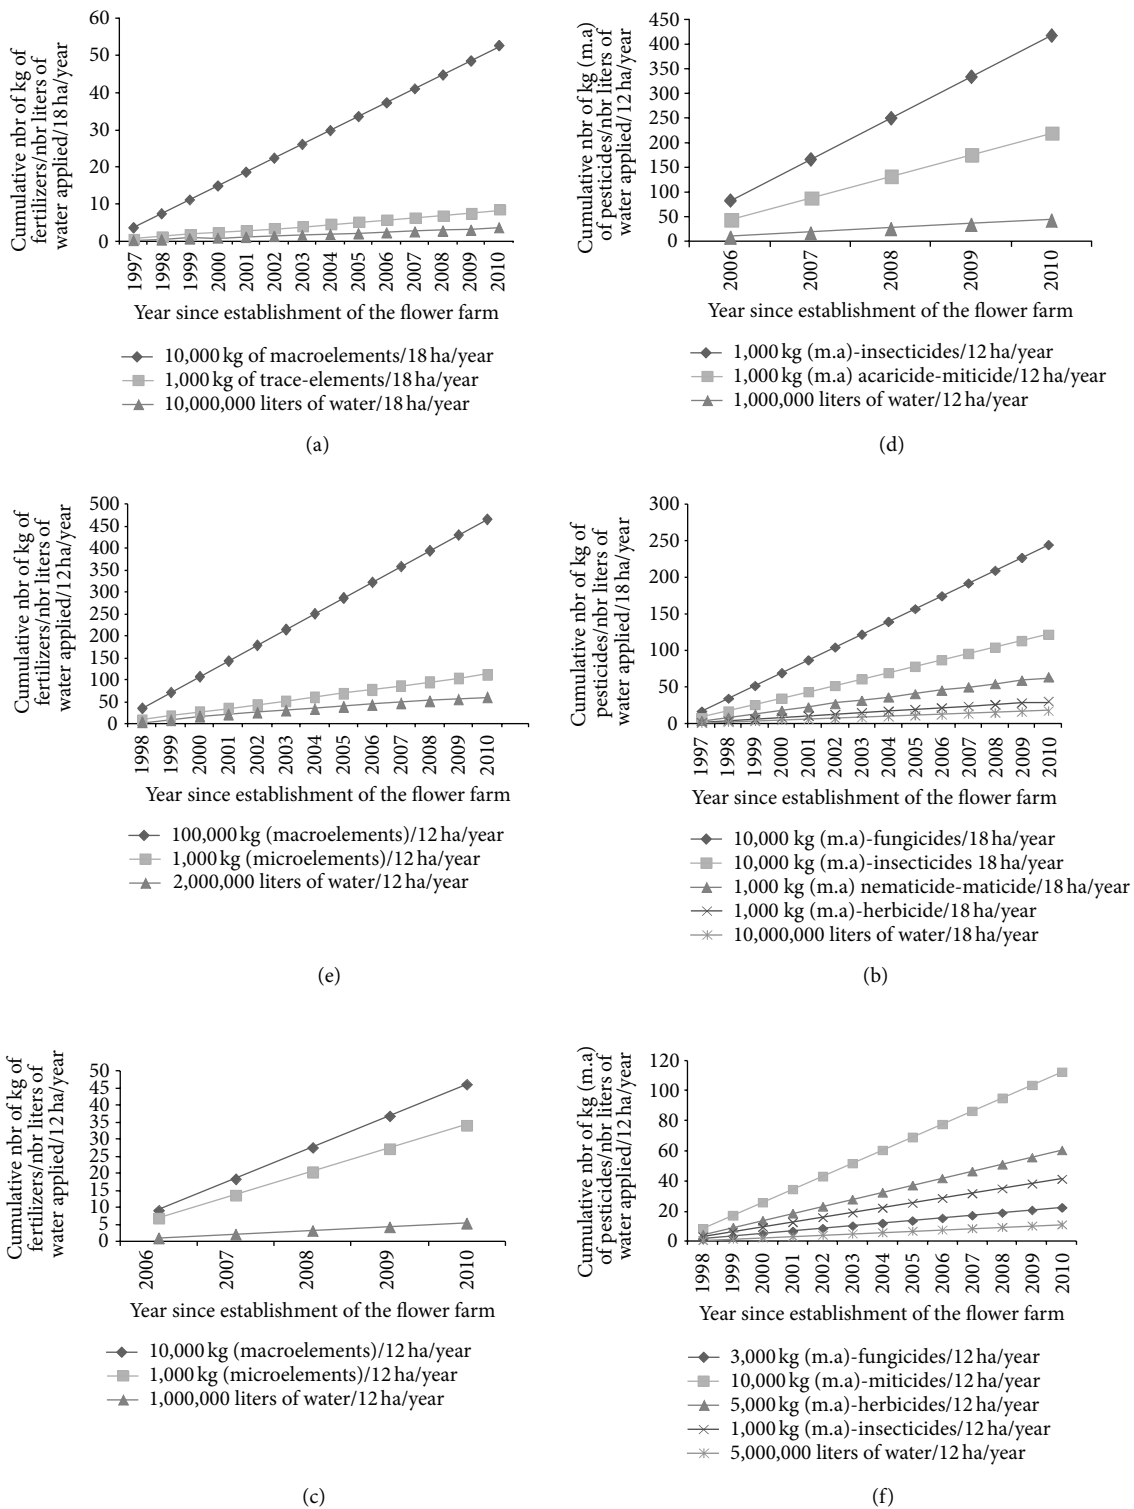 Cumulative nbr of kg of
fertilizers/nbr liters of
water applied/18 ha/year
60
50
40
30
20
10
0
1997
1998
1999
2000
2001
2002
2003
2004
2005
2006
2007
2008
2009
2010
Year since establishment of the flower farm
10,000 kg of macroelements/18 ha/year
1,000 kg of trace-elements/18 ha/year
10,000,000 liters of water/18 ha/year
(a)
Cumulative nbr of kg (m.a)
of pesticides/nbr liters of
water applied/12 ha/year
450
400
350
300
250
200
150
100
50
0
2006
2007
2008
2009
2010
Year since establishment of the flower farm
1,000 kg (m.a)-insecticides/12 ha/year
1,000 kg (m.a) acaricide-miticide/12 ha/year
1,000,000 liters of water/12 ha/year
(d)
Cumulative nbr of kg of
fertilizers/nbr liters of
water applied/12 ha/year
500
450
400
350
300
250
200
150
100
50
0
1998
1999
2000
2001
2002
2003
2004
2005
2006
2007
2008
2009
2010
Year since establishment of the flower farm
100,000 kg (macroelements)/12 ha/year
1,000 kg (microelements)/12 ha/year
2,000,000 liters of water/12 ha/year
(e)
Cumulative nbr of kg of
pesticides/nbr liters of
water applied/18 ha/year
300
250
200
150
100
50
0
1997
1998
1999
2000
2001
2002
2003
2004
2005
2006
2007
2008
2009
2010
Year since establishment of the flower farm
10,000 kg (m.a)-fungicides/18 ha/year
10,000 kg (m.a)-insecticides 18 ha/year
1,000 kg (m.a) nematicide-maticide/18 ha/year
1,000 kg (m.a)-herbicide/18 ha/year
10,000,000 liters of water/18 ha/year
(b)
Cumulative nbr of kg of
fertilizers/nbr liters of
water applied/12 ha/year
50
45
40
35
30
25
20
15
10
5
0
2006
2007
2008
2009
2010
Year since establishment of the flower farm
10,000 kg (macroelements)/12 ha/year
1,000 kg (microelements)/12 ha/year
1,000,000 liters of water/12 ha/year
(c)
Cumulative nbr of kg (m.a)
of pesticides/nbr liters of
water applied/12 ha/year
120
100
80
60
40
20
0
1998
1999
2000
2001
2002
2003
2004
2005
2006
2007
2008
2009
2010
Year since establishment of the flower farm
3,000 kg (m.a)-fungicides/12 ha/year
10,000 kg (m.a)-miticides/12 ha/year
5,000 kg (m.a)-herbicides/12 ha/year
1,000 kg (m.a)-insecticides/12 ha/year
5,000,000 liters of water/12 ha/year
(f)